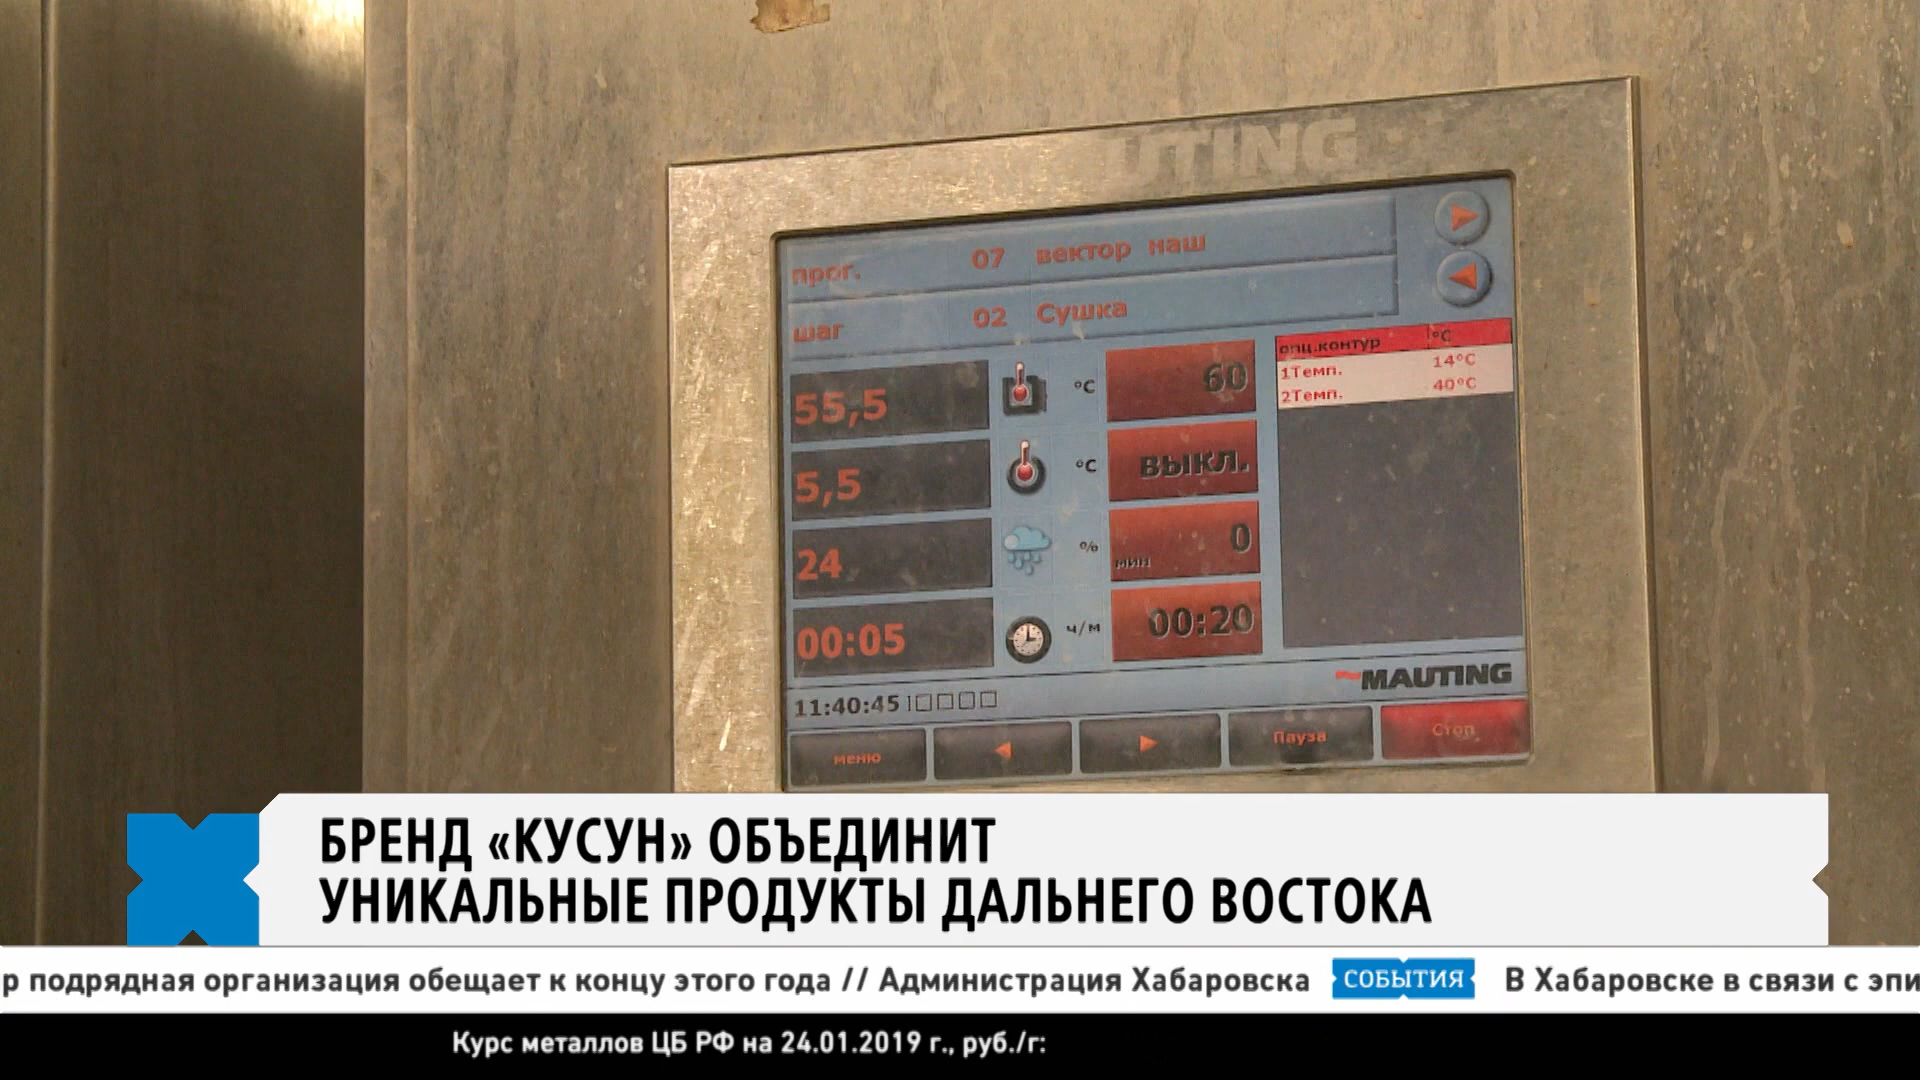 UTING
прог. 07 вектор наш
шаг 02 Сушка
55,5 °C 60
5,5 °C выкл.
24 % мин 0
00:05 ч/м 00:20
опц.контур °C
1Темп. 14°C
2Темп. 40°C
~MAUTING
11:40:45
меню Пауза Стоп
БРЕНД «КУСУН» ОБЪЕДИНИТ
УНИКАЛЬНЫЕ ПРОДУКТЫ ДАЛЬНЕГО ВОСТОКА
р подрядная организация обещает к концу этого года // Администрация Хабаровска СОБЫТИЯ В Хабаровске в связи с эпи
Курс металлов ЦБ РФ на 24.01.2019 г., руб./г: